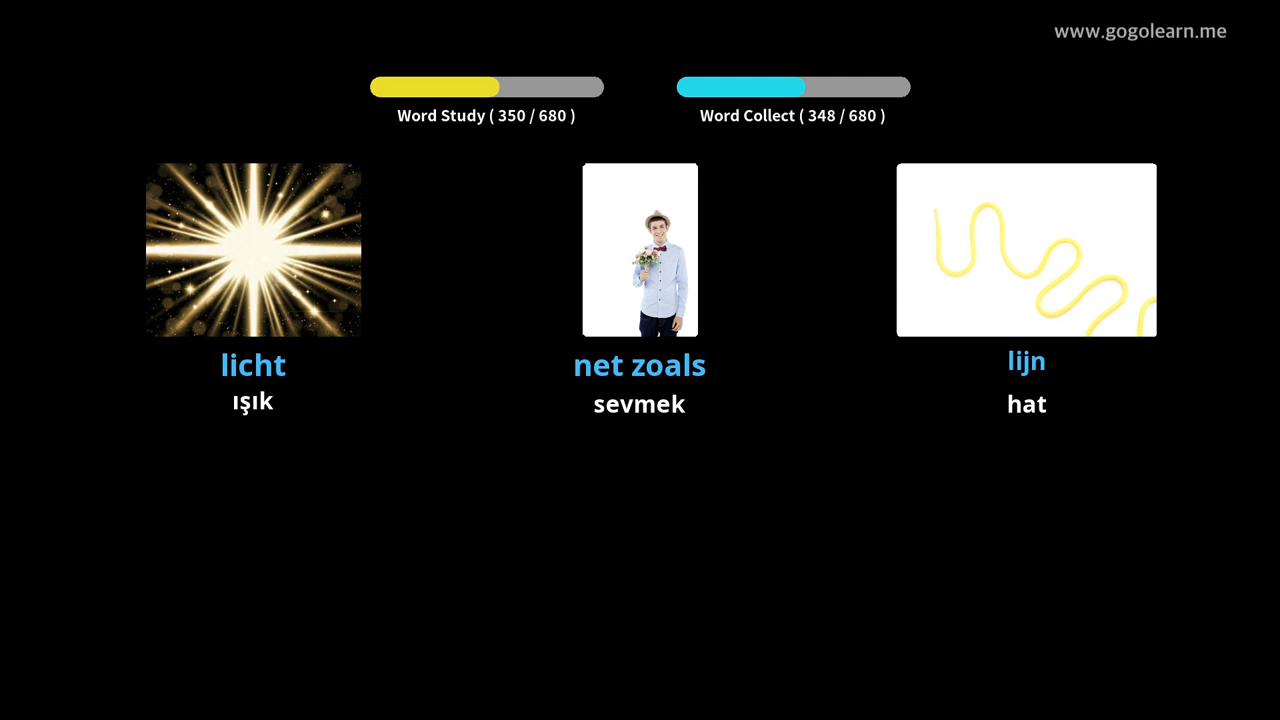 www.gogolearn.me
Word Study ( 350 / 680 )
Word Collect ( 348 / 680 )
licht
ışık
net zoals
sevmek
lijn
hat